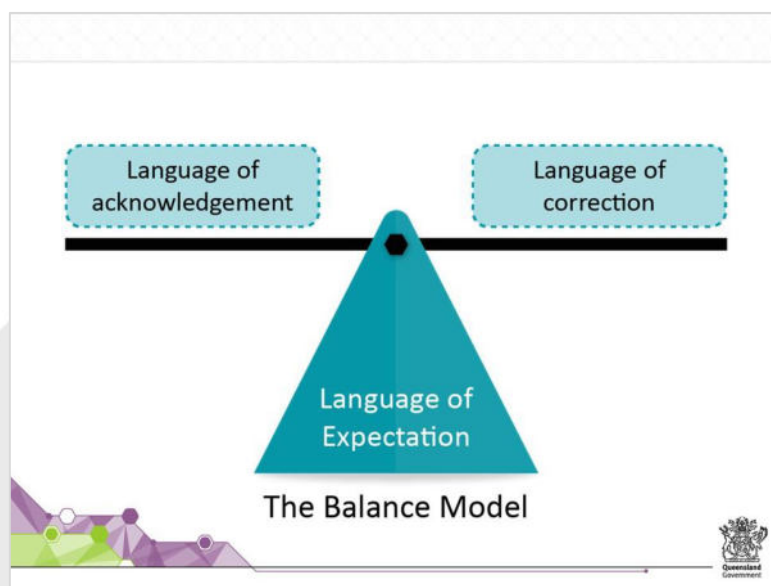 Language of
acknowledgement
Language of
correction
Language of
Expectation
The Balance Model
Queensland
Government